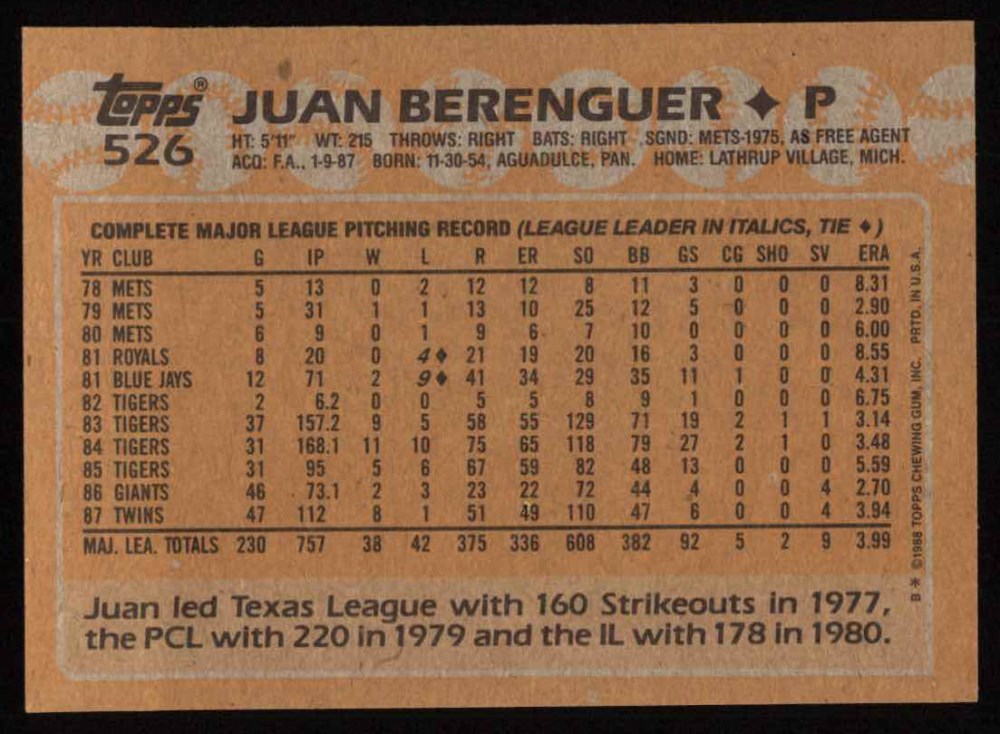 Topps® JUAN BERENGUER ✦ P
526 HT: 5'11" WT: 215 THROWS: RIGHT BATS: RIGHT SGND: METS-1975, AS FREE AGENT
ACQ: F.A., 1-9-87 BORN: 11-30-54, AGUADULCE, PAN. HOME: LATHRUP VILLAGE, MICH.
COMPLETE MAJOR LEAGUE PITCHING RECORD (LEAGUE LEADER IN ITALICS, TIE ♦)
YR CLUB G IP W L R ER SO BB GS CG SHO SV ERA
78 METS 5 13 0 2 12 12 8 11 3 0 0 0 8.31
79 METS 5 31 1 1 13 10 25 12 5 0 0 0 2.90
80 METS 6 9 0 1 9 6 7 10 0 0 0 0 6.00
81 ROYALS 8 20 0 4♦ 21 19 20 16 3 0 0 0 8.55
81 BLUE JAYS 12 71 2 9♦ 41 34 29 35 11 1 0 0 4.31
82 TIGERS 2 6.2 0 0 5 5 8 9 1 0 0 0 6.75
83 TIGERS 37 157.2 9 5 58 55 129 71 19 2 1 1 3.14
84 TIGERS 31 168.1 11 10 75 65 118 79 27 2 1 0 3.48
85 TIGERS 31 95 5 6 67 59 82 48 13 0 0 0 5.59
86 GIANTS 46 73.1 2 3 23 22 72 44 4 0 0 4 2.70
87 TWINS 47 112 8 1 51 49 110 47 6 0 0 4 3.94
MAJ. LEA. TOTALS 230 757 38 42 375 336 608 382 92 5 2 9 3.99
Juan led Texas League with 160 Strikeouts in 1977,
the PCL with 220 in 1979 and the IL with 178 in 1980.
B * ©1988 TOPPS CHEWING GUM, INC. PRTD. IN U.S.A.